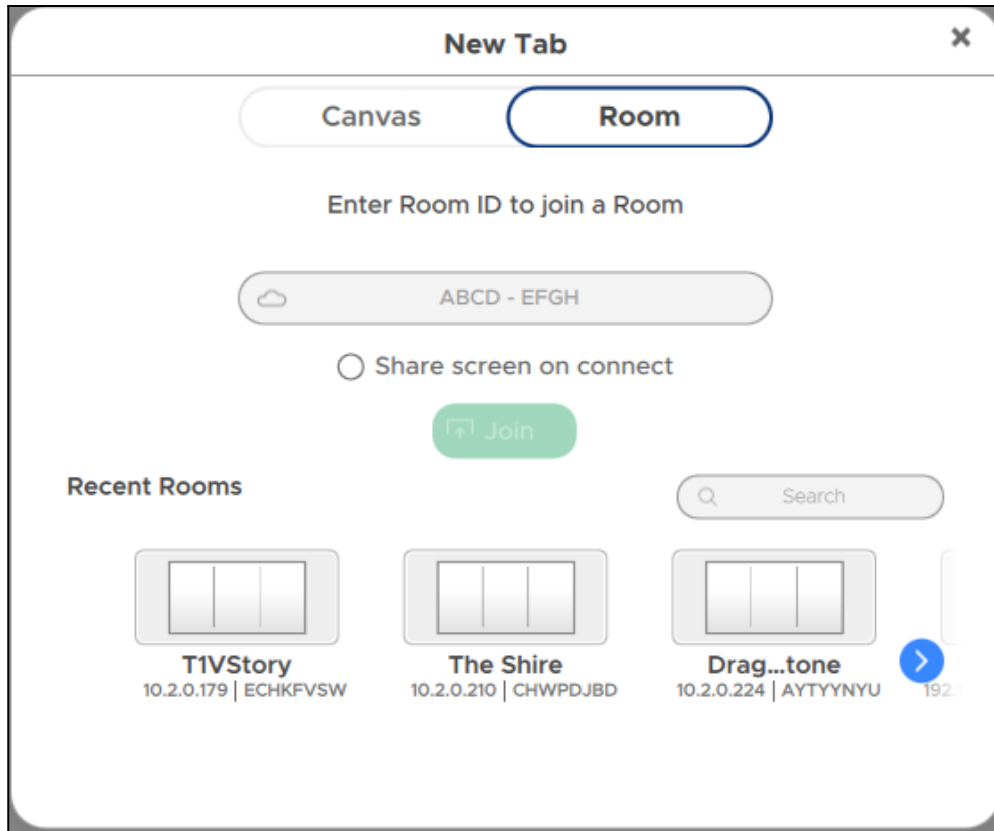 New Tab
Canvas Room
Enter Room ID to join a Room
ABCD - EFGH
Share screen on connect
Join
Recent Rooms
Search
T1VStory The Shire Drag...tone
10.2.0.179 | ECHKFVSW 10.2.0.210 | CHWPDJBD 10.2.0.224 | AYTYYNYU 192.